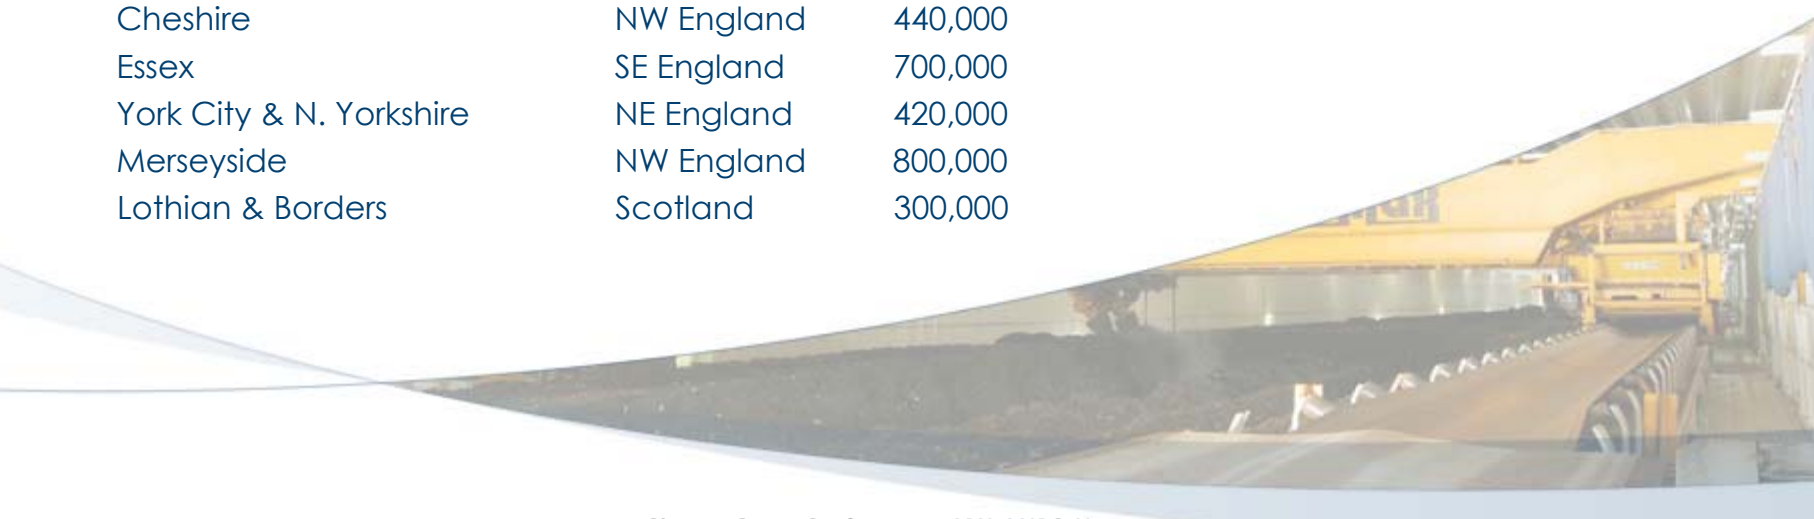 Cheshire NW England 440,000
Essex SE England 700,000
York City & N. Yorkshire NE England 420,000
Merseyside NW England 800,000
Lothian & Borders Scotland 300,000